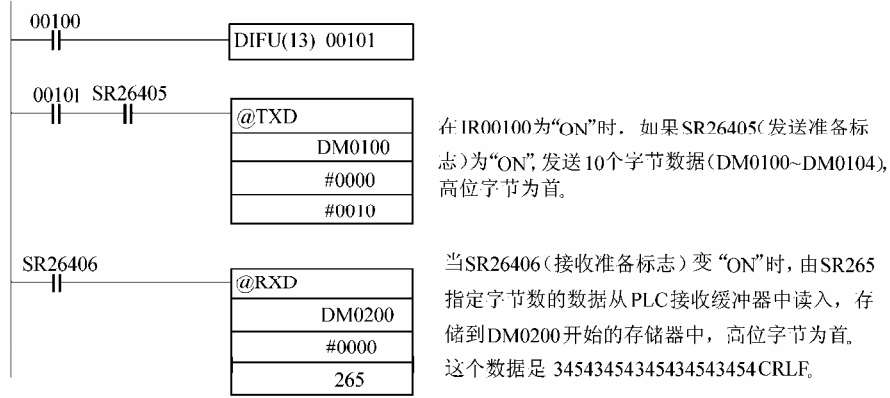 00100
DIFU(13) 00101
00101 SR26405
@TXD
DM0100
#0000
#0010
在IR00100为“ON”时，如果SR26405(发送准备标
志)为“ON”, 发送10个字节数据(DM0100~DM0104),
高位字节为首。
SR26406
@RXD
DM0200
#0000
265
当SR26406(接收准备标志)变“ON”时,由SR265
指定字节数的数据从PLC接收缓冲器中读入，存
储到DM0200开始的存储器中，高位字节为首。
这个数据是 34543454345434543454CRLF。